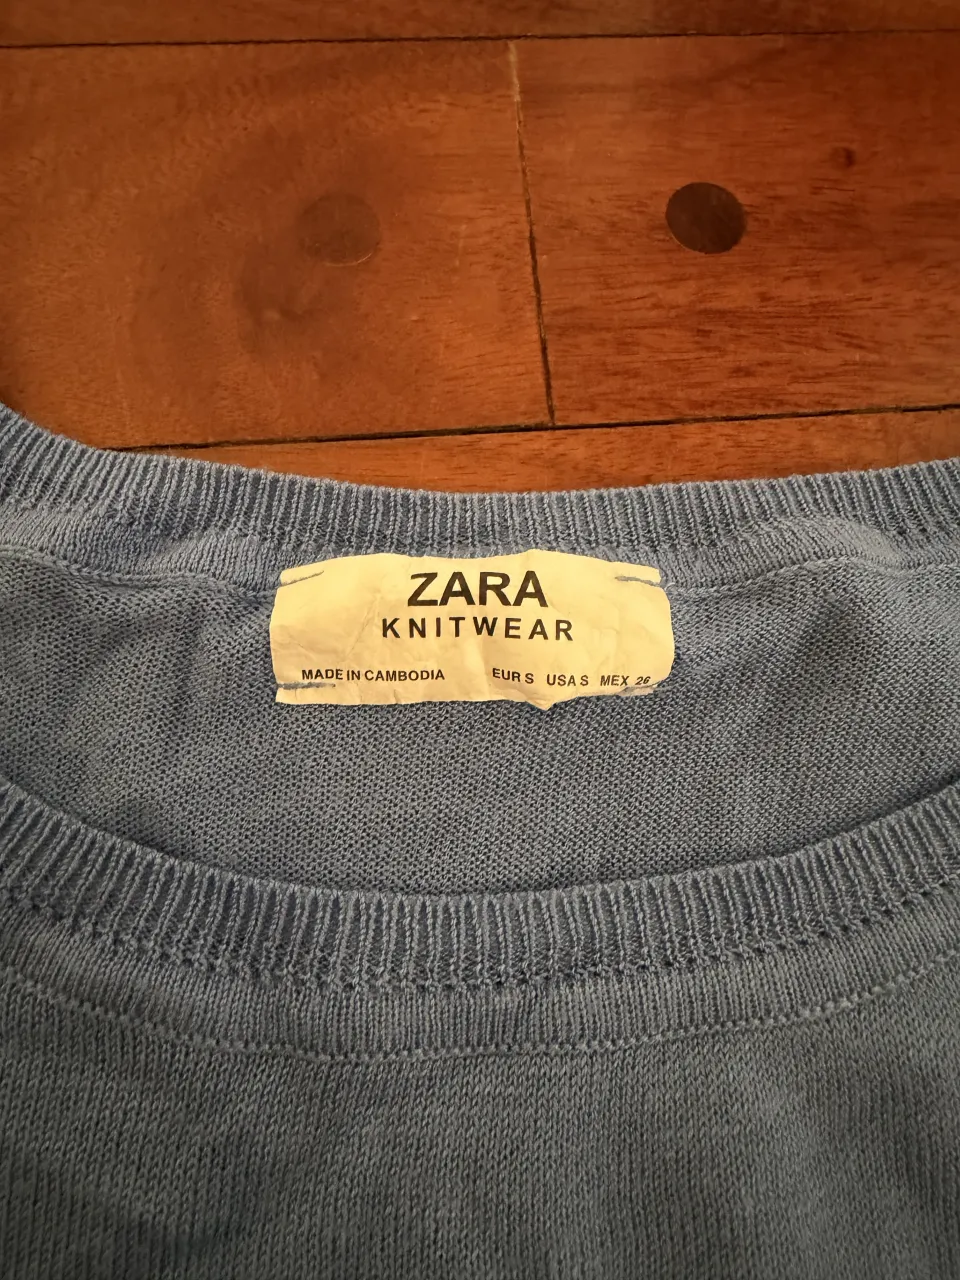 ZARA
KNITWEAR
MADE IN CAMBODIA EUR S USA S MEX 26